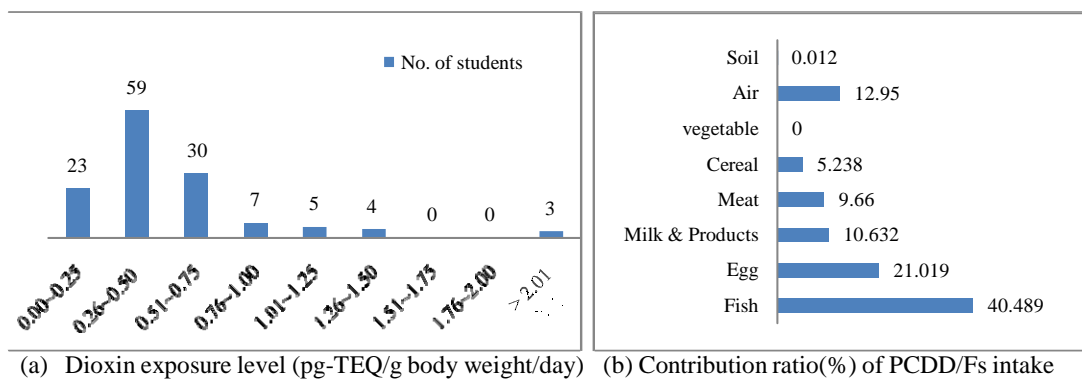 No. of students
59
30
23
7
5
4
0
0
3
0.00~0.25
0.26~0.50
0.51~0.75
0.76~1.00
1.01~1.25
1.26~1.50
1.51~1.75
1.76~2.00
> 2.01
(a) Dioxin exposure level (pg-TEQ/g body weight/day)
Soil 0.012
Air 12.95
vegetable 0
Cereal 5.238
Meat 9.66
Milk & Products 10.632
Egg 21.019
Fish 40.489
(b) Contribution ratio(%) of PCDD/Fs intake